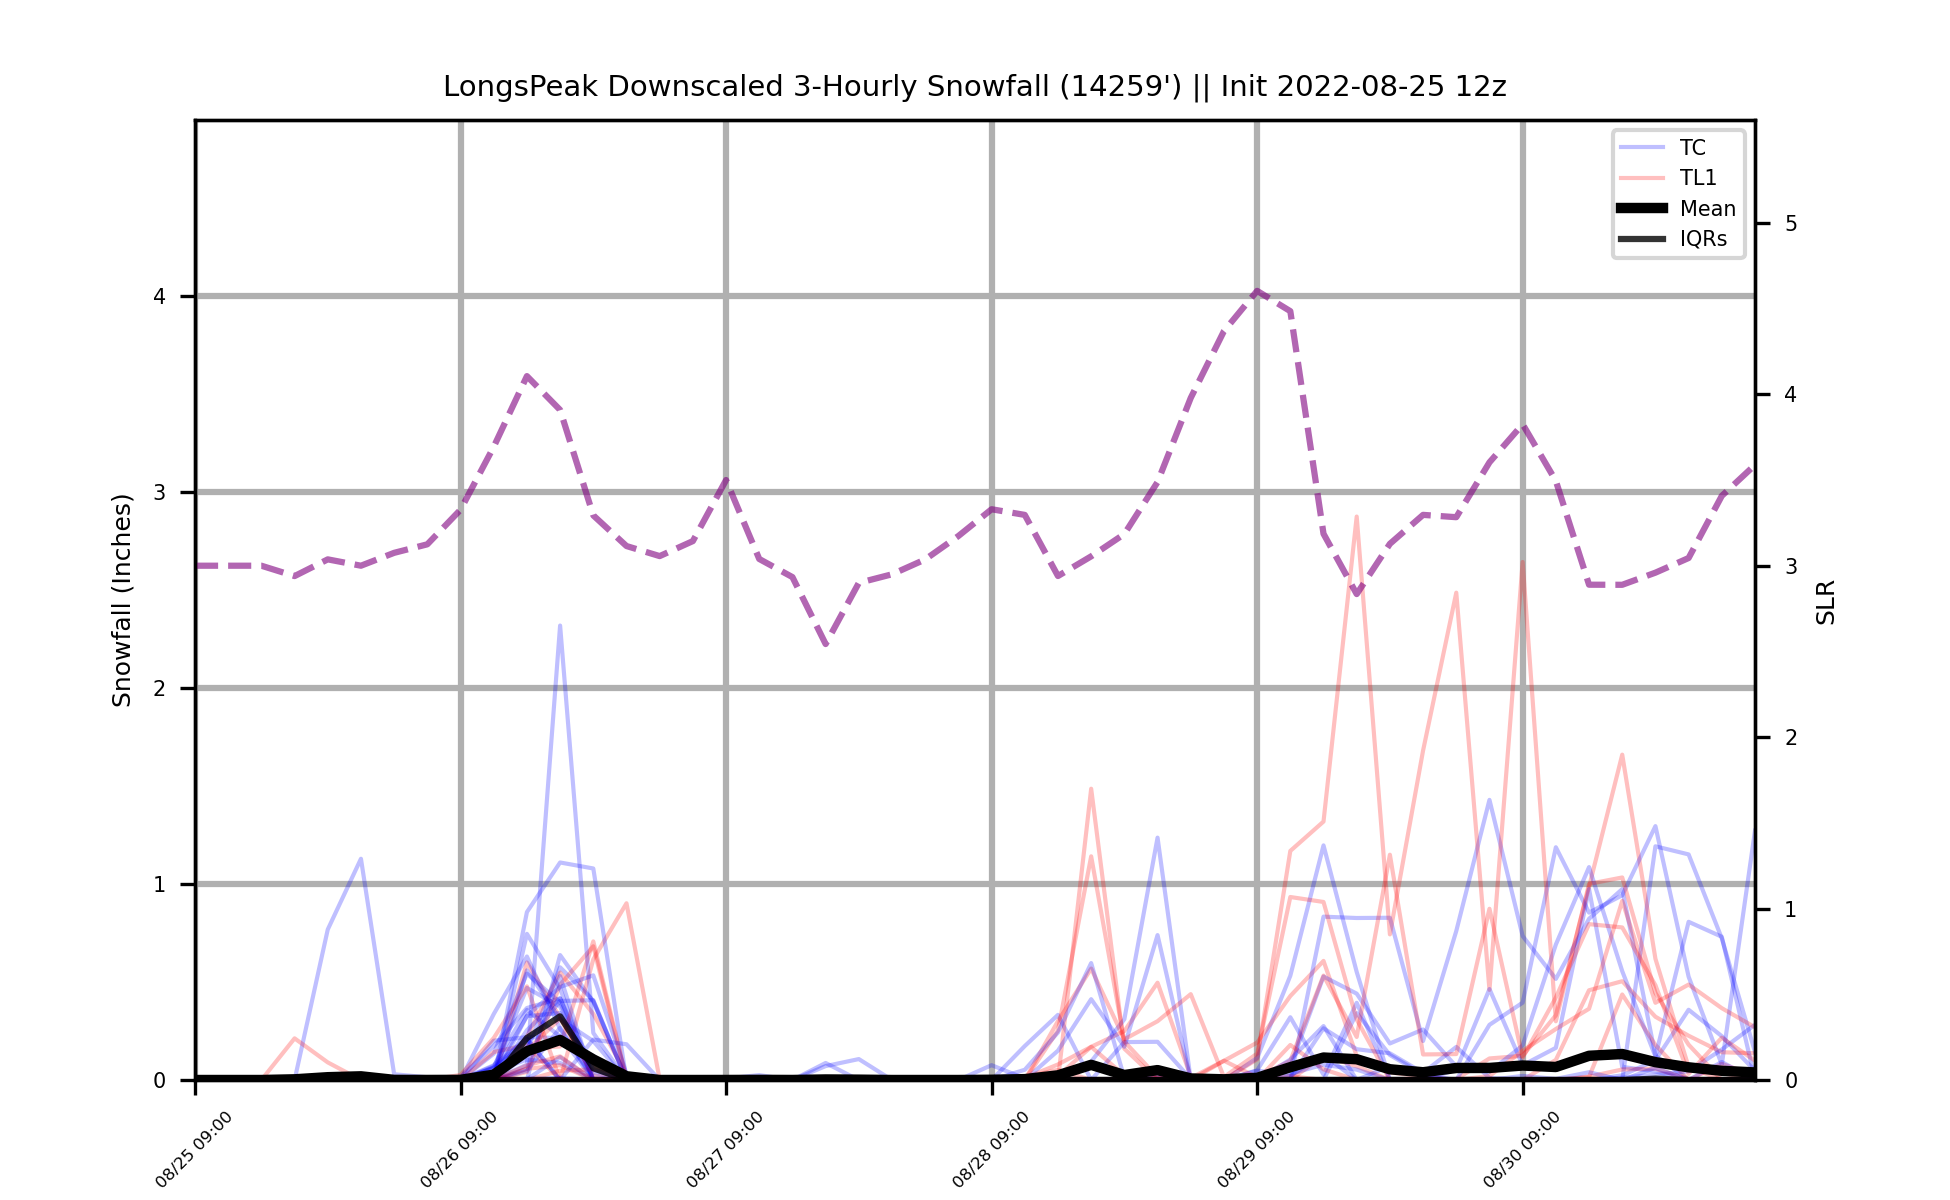 LongsPeak Downscaled 3-Hourly Snowfall (14259') || Init 2022-08-25 12z
TC
TL1
Mean
IQRs
Snowfall (Inches)
4
3
2
1
0
5
4
3
2
1
0
SLR
08/25 09:00
08/26 09:00
08/27 09:00
08/28 09:00
08/29 09:00
08/30 09:00